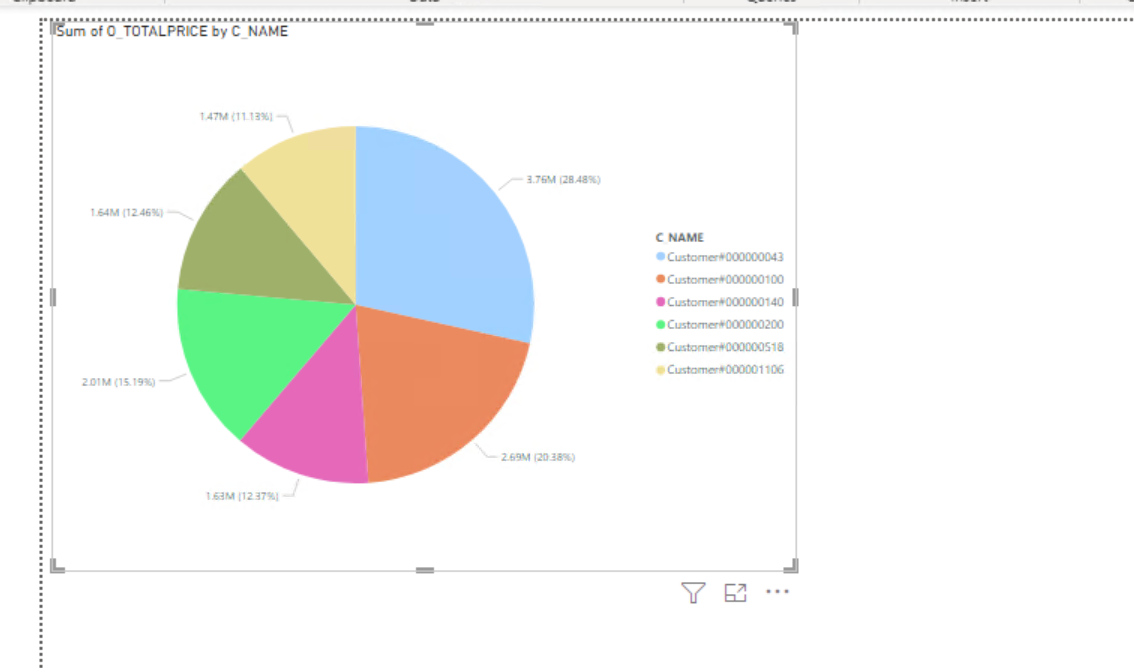 Sum of O_TOTALPRICE by C_NAME
1.47M (11.13%)
3.76M (28.48%)
1.64M (12.46%)
C_NAME
Customer#000000043
Customer#000000100
Customer#000000140
Customer#000000200
Customer#000000518
Customer#000001106
2.01M (15.19%)
2.69M (20.38%)
1.63M (12.37%)